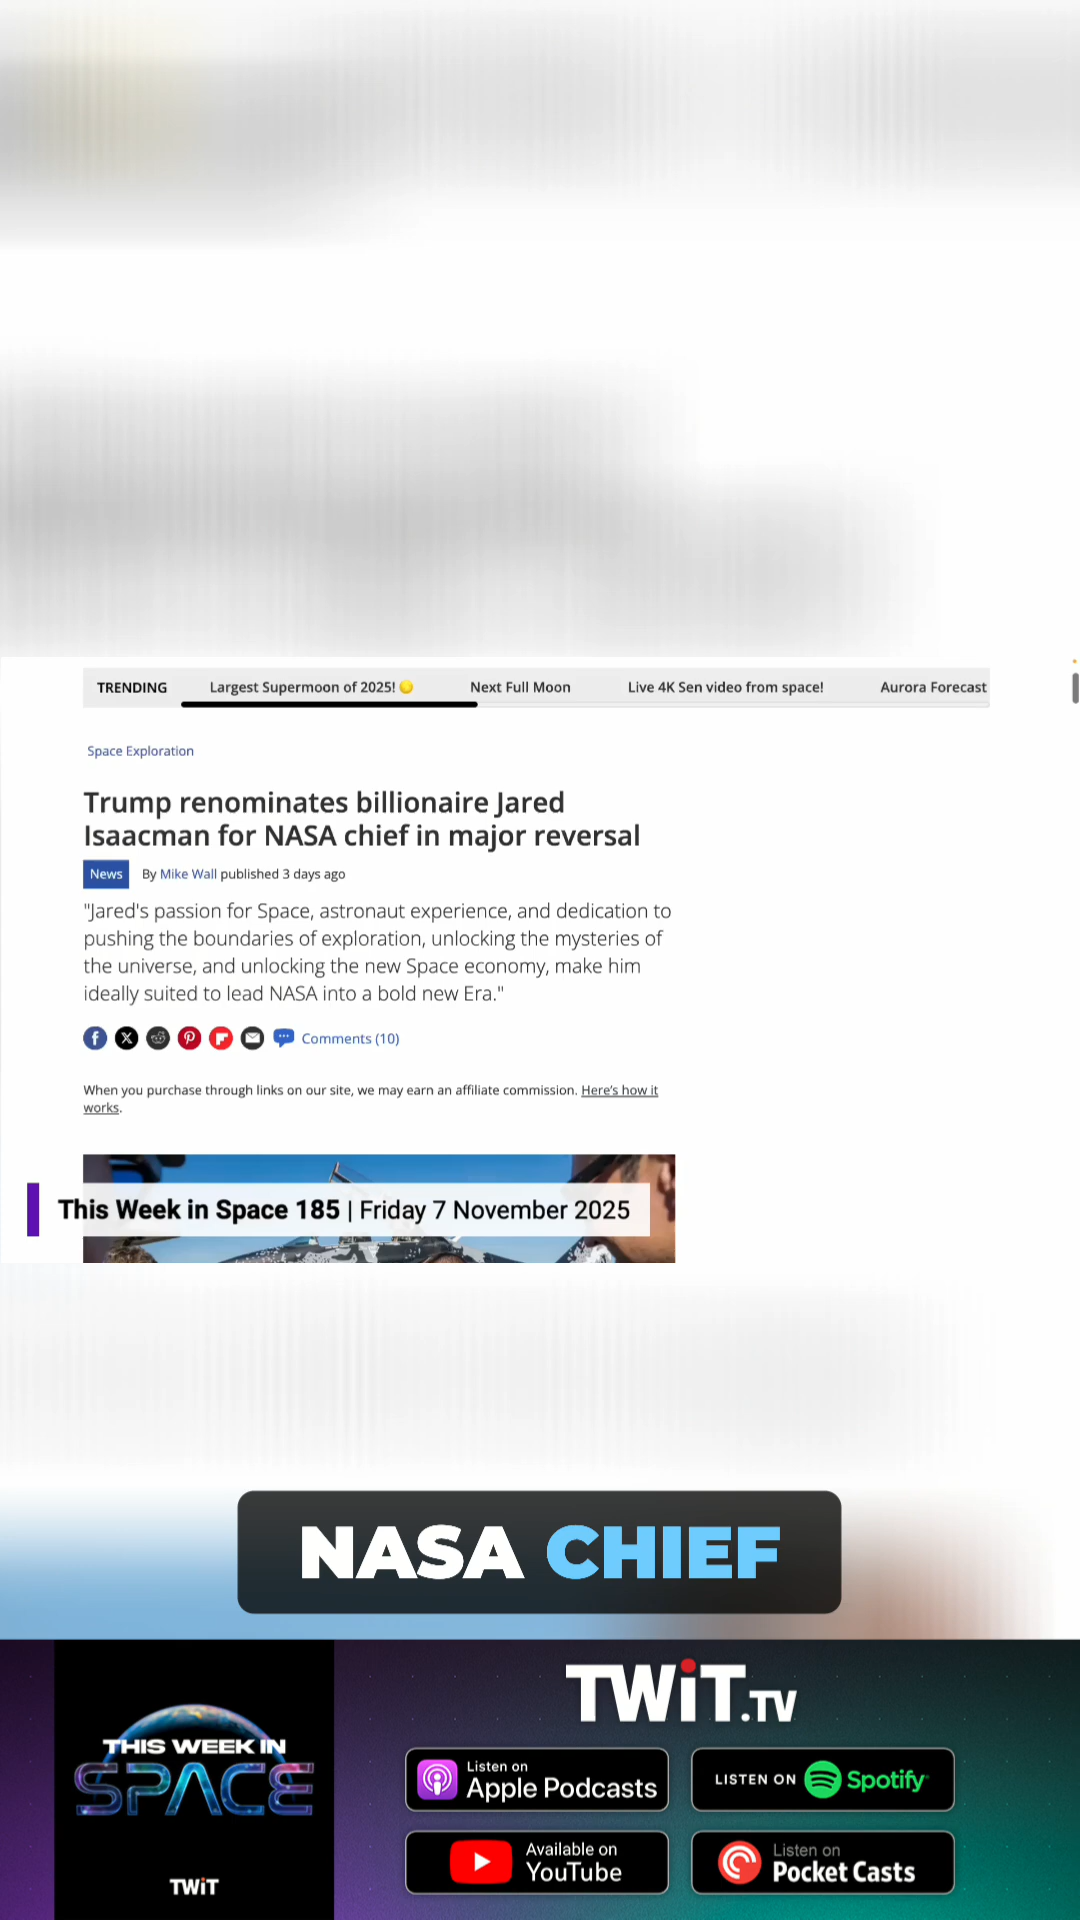 TRENDING Largest Supermoon of 2025! Next Full Moon Live 4K Sen video from space! Aurora Forecast
Space Exploration
Trump renominates billionaire Jared
Isaacman for NASA chief in major reversal
News By Mike Wall published 3 days ago
"Jared's passion for Space, astronaut experience, and dedication to
pushing the boundaries of exploration, unlocking the mysteries of
the universe, and unlocking the new Space economy, make him
ideally suited to lead NASA into a bold new Era."
Comments (10)
When you purchase through links on our site, we may earn an affiliate commission. Here's how it
works.
This Week in Space 185 | Friday 7 November 2025
NASA CHIEF
THIS WEEK IN
SPACE
TWiT
TWiT.TV
Listen on
Apple Podcasts
LISTEN ON Spotify
Available on
YouTube
Listen on
Pocket Casts